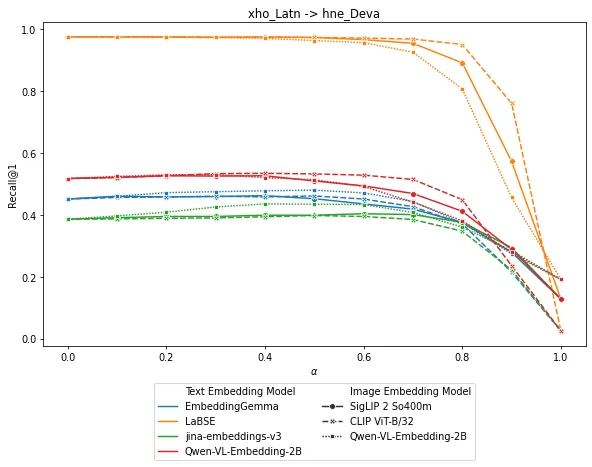 xho_Latn -> hne_Deva
1.0
0.8
0.6
0.4
0.2
0.0
Recall@1
0.0 0.2 0.4 0.6 0.8 1.0
α
Text Embedding Model Image Embedding Model
EmbeddingGemma SigLIP 2 So400m
LaBSE CLIP ViT-B/32
jina-embeddings-v3 Qwen-VL-Embedding-2B
Qwen-VL-Embedding-2B